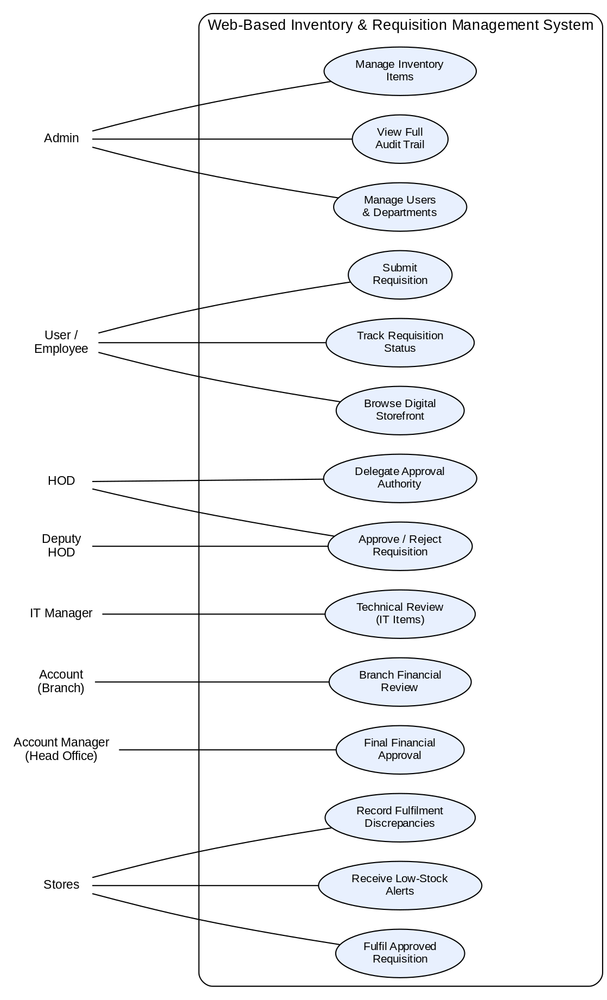 Web-Based Inventory & Requisition Management System
Manage Inventory
Items
Admin
View Full
Audit Trail
Manage Users
& Departments
Submit
Requisition
User /
Employee
Track Requisition
Status
Browse Digital
Storefront
HOD
Delegate Approval
Authority
Deputy
HOD
Approve / Reject
Requisition
IT Manager
Technical Review
(IT Items)
Account
(Branch)
Branch Financial
Review
Account Manager
(Head Office)
Final Financial
Approval
Record Fulfilment
Discrepancies
Stores
Receive Low-Stock
Alerts
Fulfil Approved
Requisition